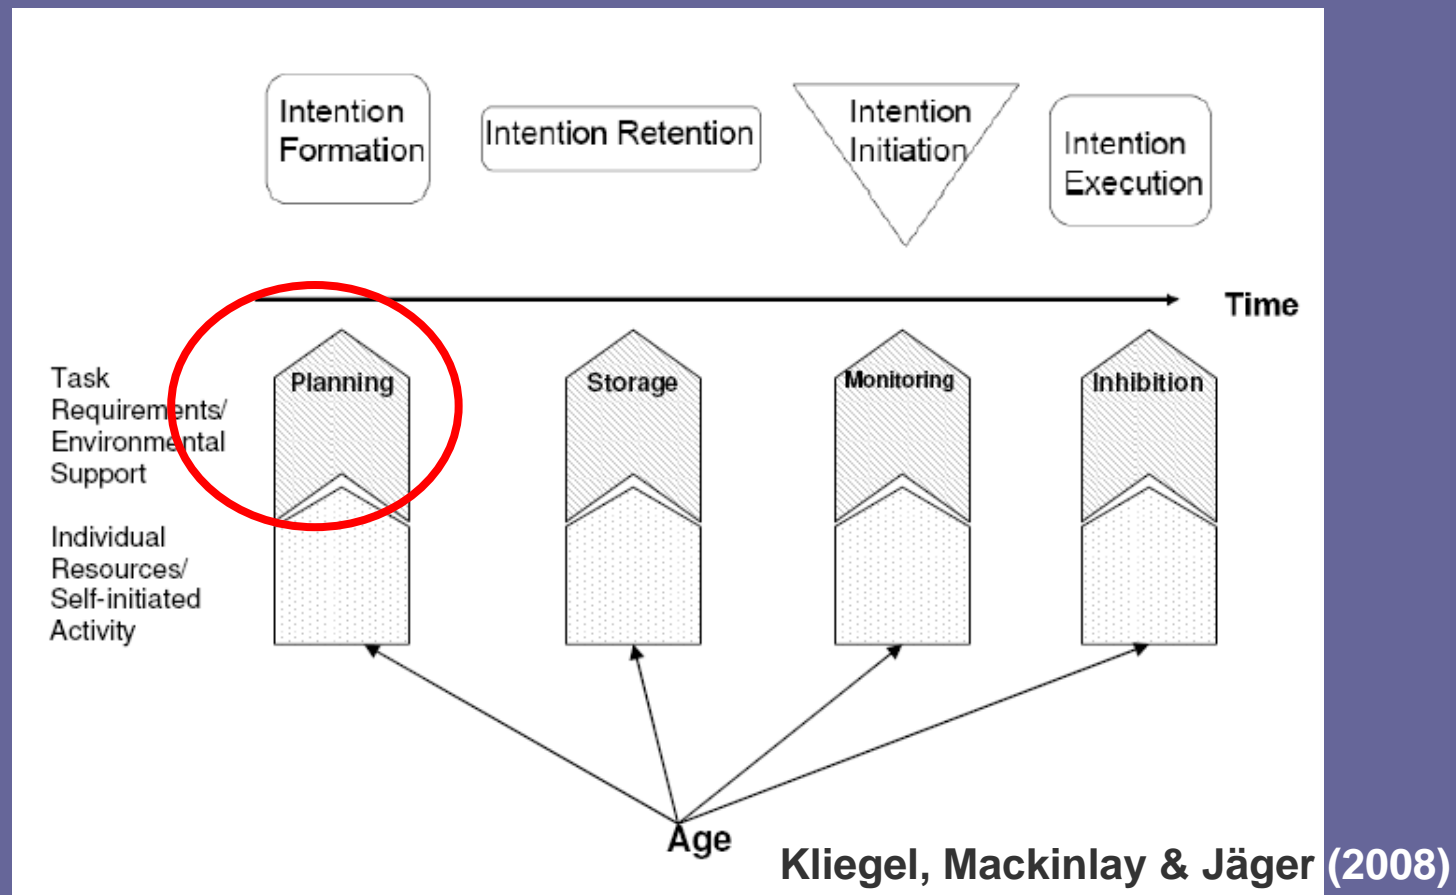 Intention
Formation
Intention Retention
Intention
Initiation
Intention
Execution
Time
Task
Requirements/
Environmental
Support
Planning
Storage
Monitoring
Inhibition
Individual
Resources/
Self-initiated
Activity
Age
Kliegel, Mackinlay & Jäger (2008)